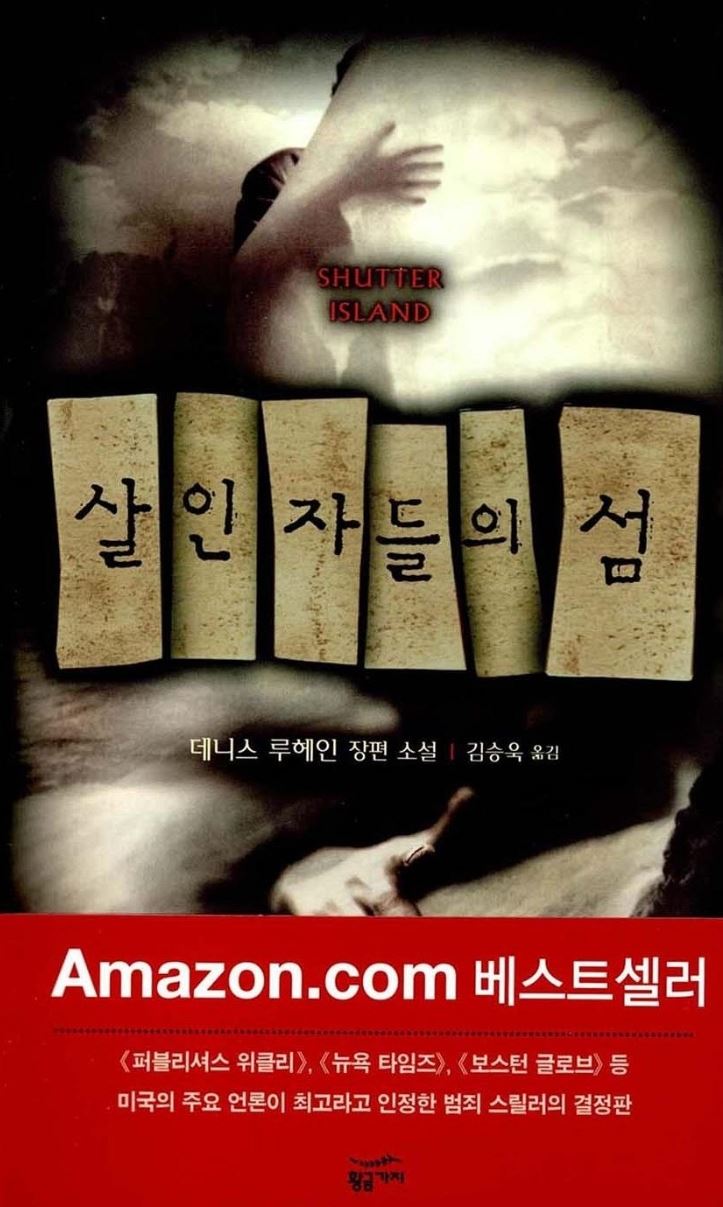 SHUTTER
ISLAND
살인자들의 섬
데니스 루헤인 장편 소설 | 김승욱 옮김
Amazon.com 베스트셀러
《퍼블리셔스 위클리》, 《뉴욕 타임즈》, 《보스턴 글로브》 등
미국의 주요 언론이 최고라고 인정한 범죄 스릴러의 결정판
황금가지